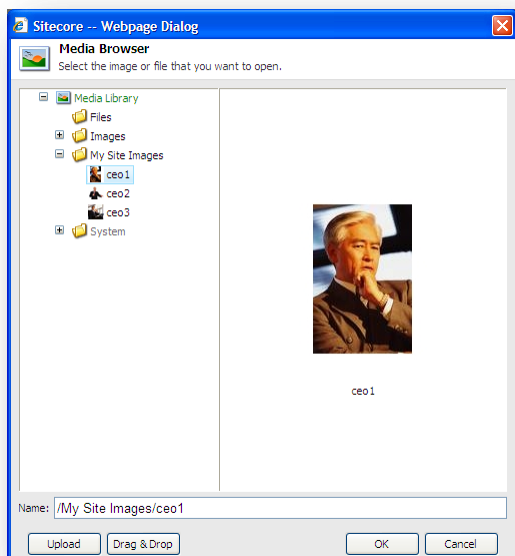 Sitecore -- Webpage Dialog
Media Browser
Select the image or file that you want to open.
Media Library
Files
Images
My Site Images
ceo1
ceo2
ceo3
System
ceo1
Name: /My Site Images/ceo1
Upload Drag & Drop OK Cancel